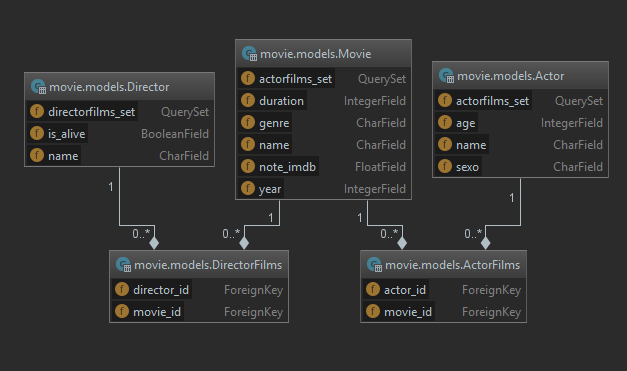 movie.models.Director
directorfilms_set QuerySet
is_alive BooleanField
name CharField
movie.models.Movie
actorfilms_set QuerySet
duration IntegerField
genre CharField
name CharField
note_imdb FloatField
year IntegerField
movie.models.Actor
actorfilms_set QuerySet
age IntegerField
name CharField
sexo CharField
1
1
1
1
0..*
0..*
0..*
0..*
movie.models.DirectorFilms
director_id ForeignKey
movie_id ForeignKey
movie.models.ActorFilms
actor_id ForeignKey
movie_id ForeignKey